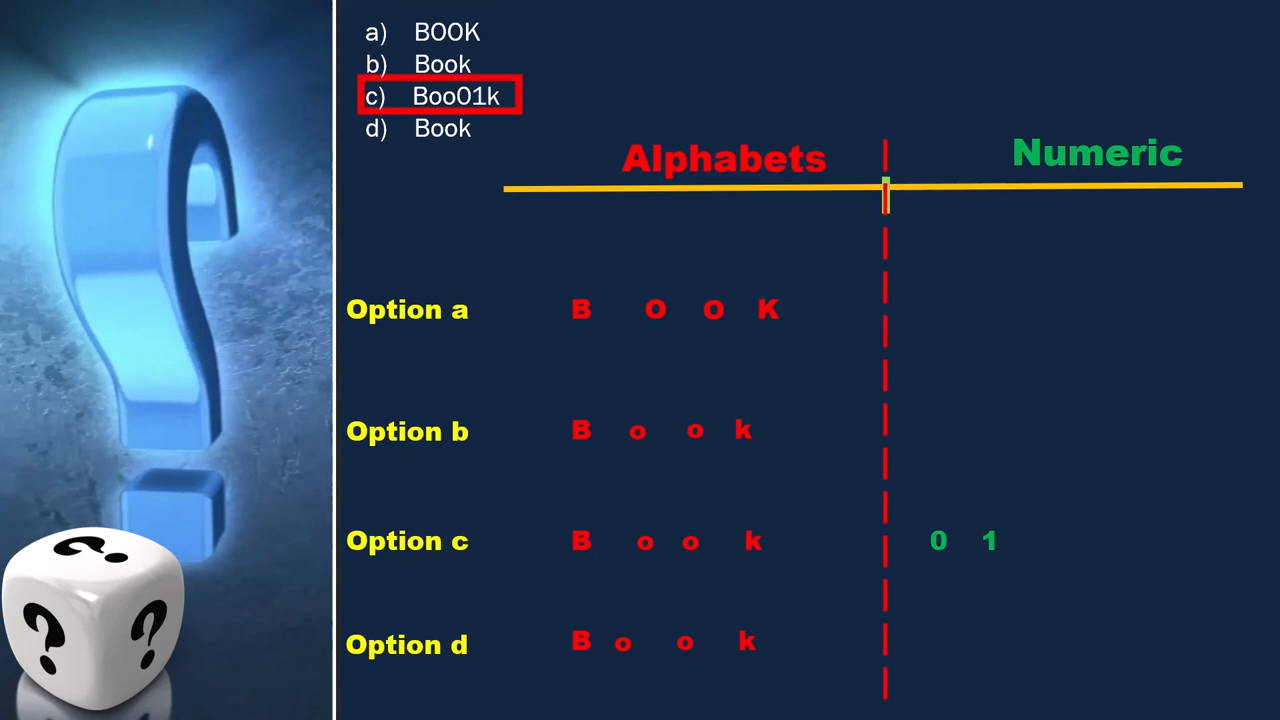 a) BOOK
b) Book
c) Boo01k
d) Book
Alphabets Numeric
Option a B O O K
Option b B o o k
Option c B o o k 0 1
Option d B o o k
? ? ?